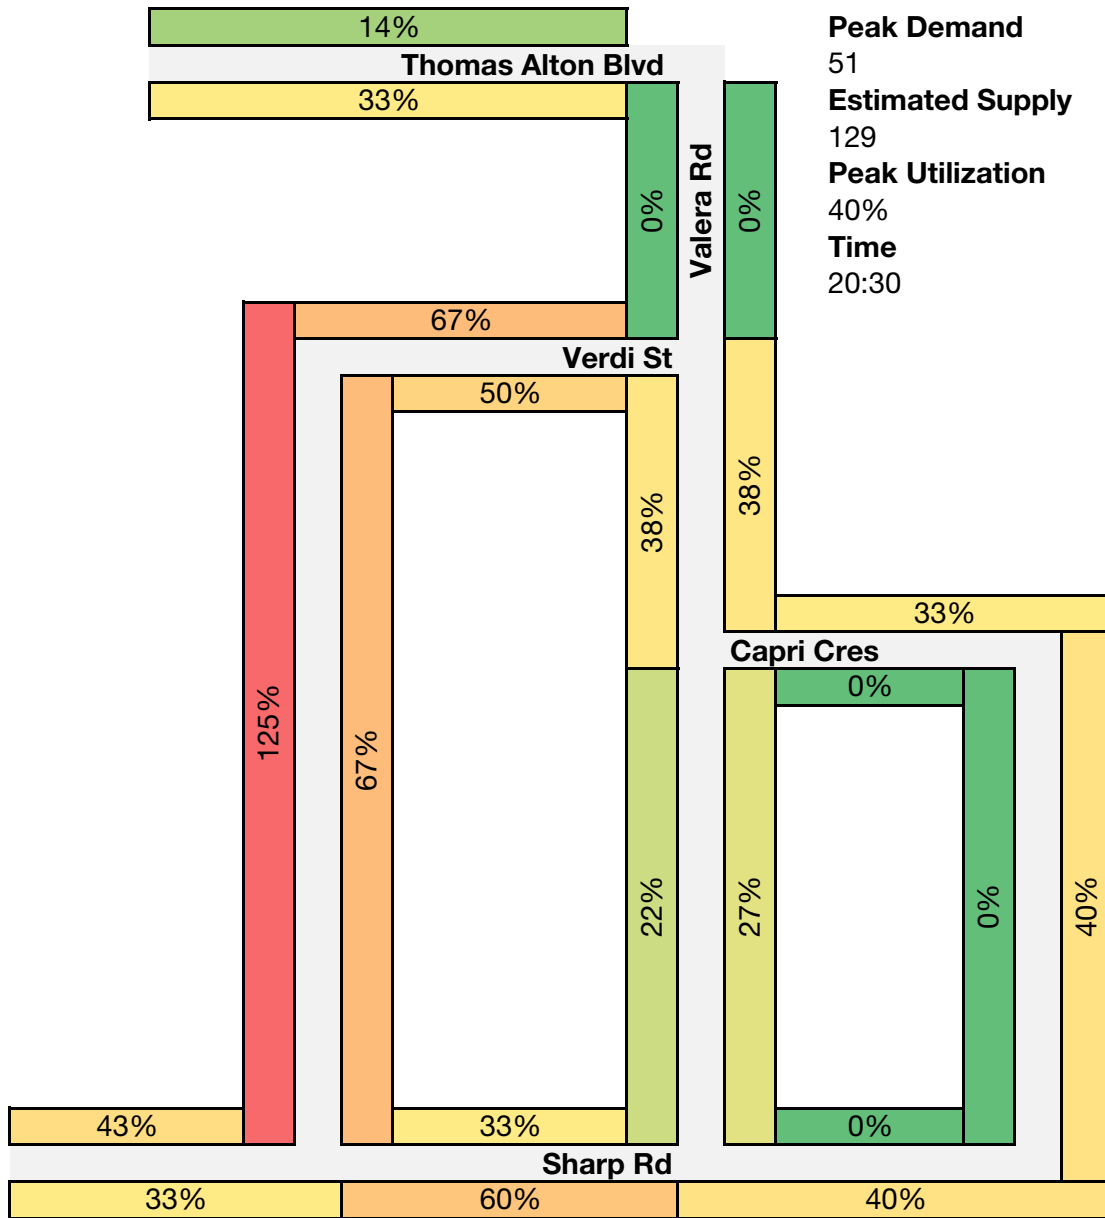 14%
Thomas Alton Blvd
33%
Peak Demand
51
Estimated Supply
129
Peak Utilization
40%
Time
20:30
0%
Valera Rd
0%
67%
Verdi St
50%
38%
38%
33%
Capri Cres
0%
125%
67%
22%
27%
0%
40%
43%
33%
0%
Sharp Rd
33%
60%
40%